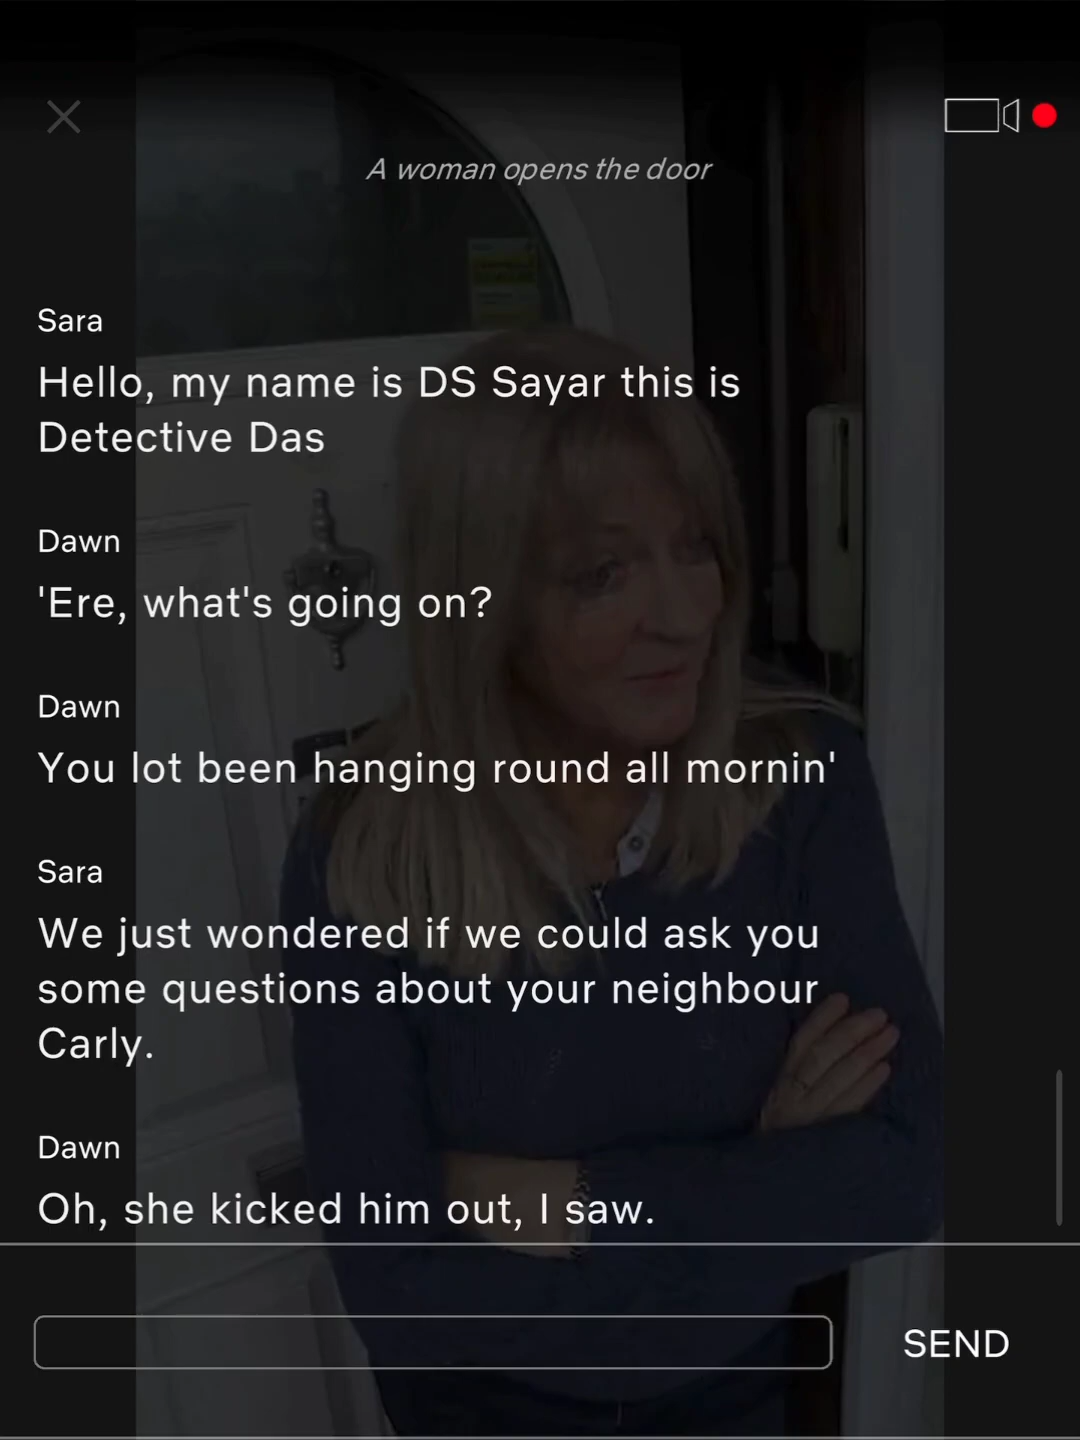 A woman opens the door
Sara
Hello, my name is DS Sayar this is
Detective Das
Dawn
'Ere, what's going on?
Dawn
You lot been hanging round all mornin'
Sara
We just wondered if we could ask you
some questions about your neighbour
Carly.
Dawn
Oh, she kicked him out, I saw.
SEND